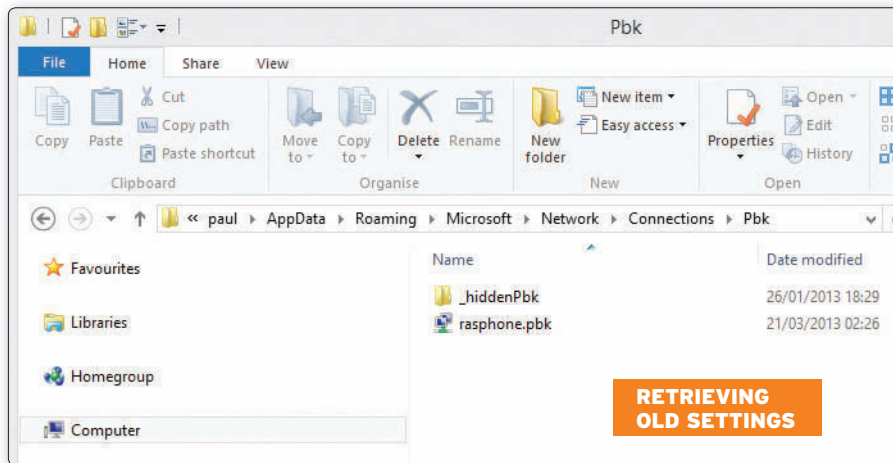 Pbk
File Home Share View
Copy
Paste
Cut
Copy path
Paste shortcut
Clipboard
Move to
Copy to
Delete
Rename
Organise
New folder
New item
Easy access
New
Properties
Open
Edit
History
Open
« paul AppData Roaming Microsoft Network Connections Pbk
Favourites
Libraries
Homegroup
Computer
Name Date modified
_hiddenPbk 26/01/2013 18:29
rasphone.pbk 21/03/2013 02:26
RETRIEVING
OLD SETTINGS